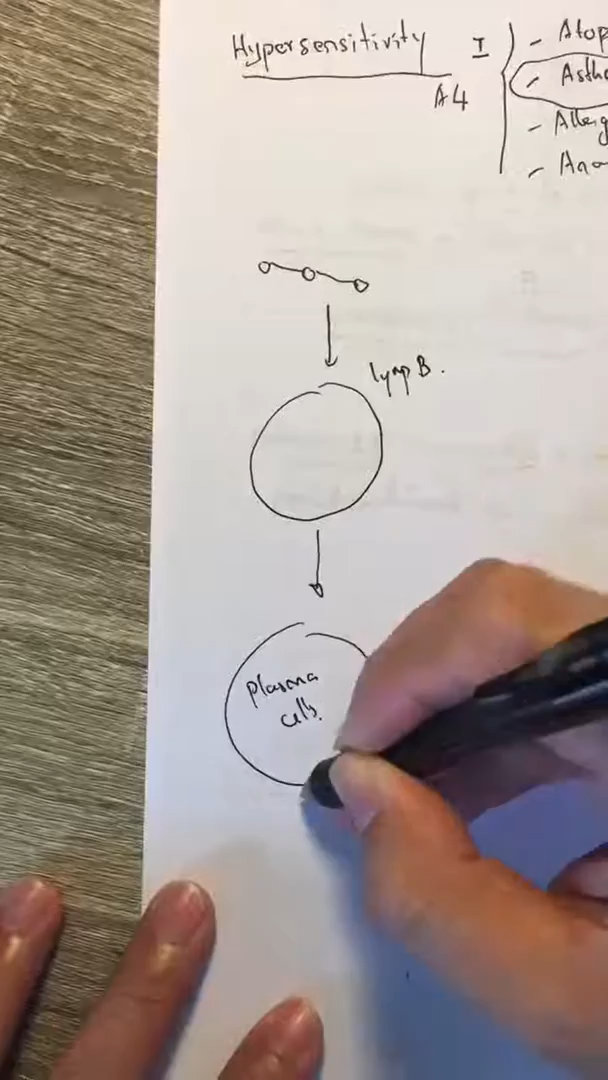 Hypersensitivity I
A4
- Atop
- Asth
- Allerg
- Ana
lymp B.
plasma
cells.